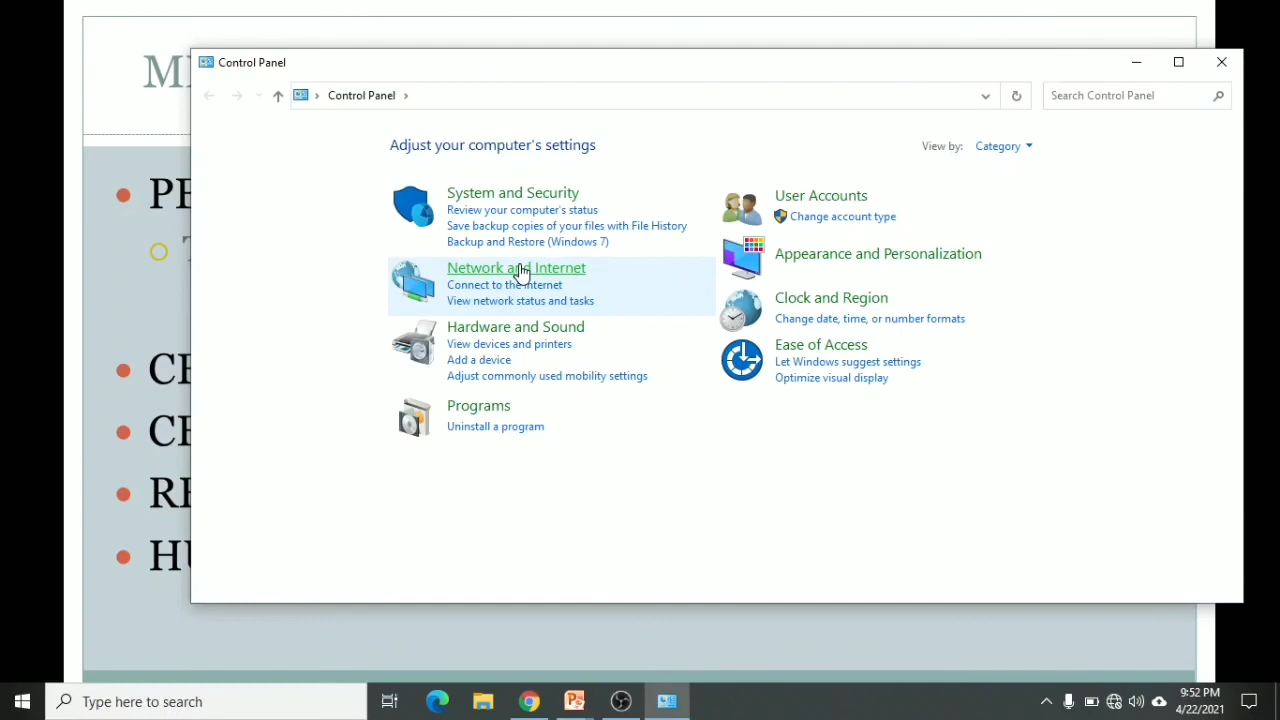 Control Panel
Control Panel
Search Control Panel
Adjust your computer's settings
View by: Category
System and Security
Review your computer's status
Save backup copies of your files with File History
Backup and Restore (Windows 7)
Network and Internet
Connect to the Internet
View network status and tasks
Hardware and Sound
View devices and printers
Add a device
Adjust commonly used mobility settings
Programs
Uninstall a program
User Accounts
Change account type
Appearance and Personalization
Clock and Region
Change date, time, or number formats
Ease of Access
Let Windows suggest settings
Optimize visual display
Type here to search
9:52 PM
4/22/2021